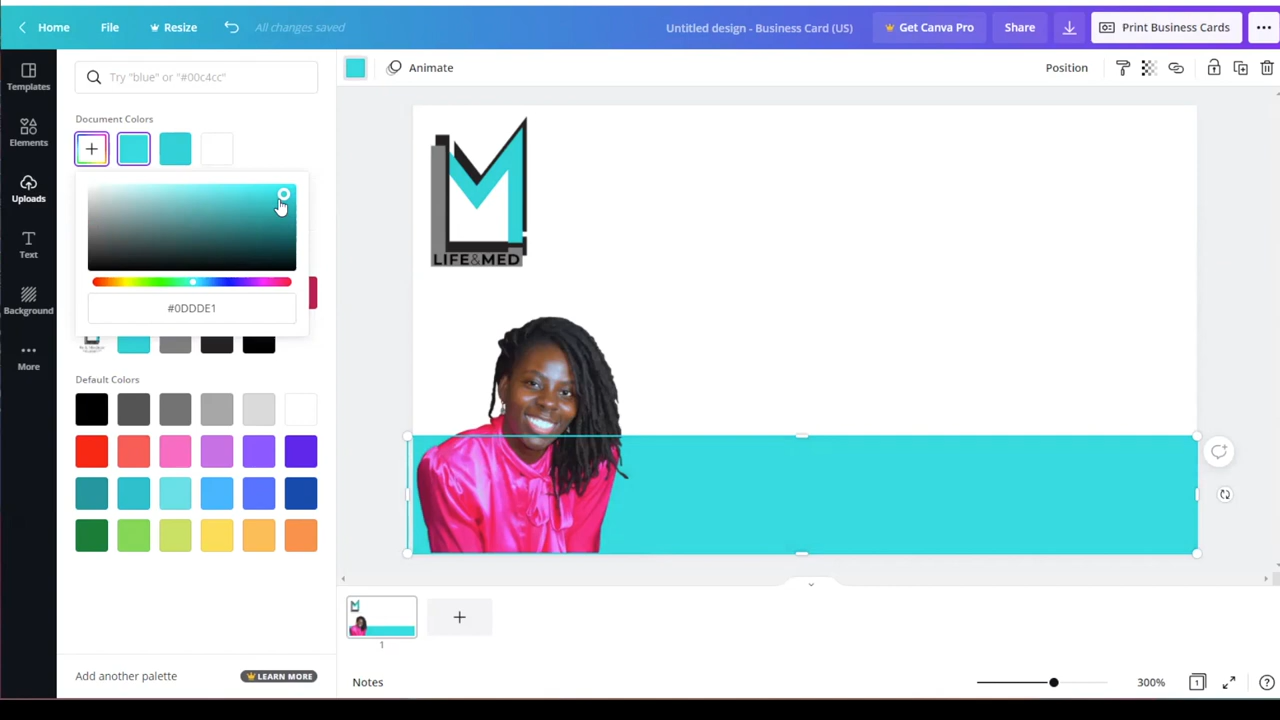 Home File Resize All changes saved Untitled design - Business Card (US) Get Canva Pro Share Print Business Cards
Templates
Elements
Uploads
Text
Background
More
Try "blue" or "#00c4cc"
Document Colors
#0DDDE1
Default Colors
Add another palette LEARN MORE
Animate Position
LIFE&MED
1
Notes 300% 1